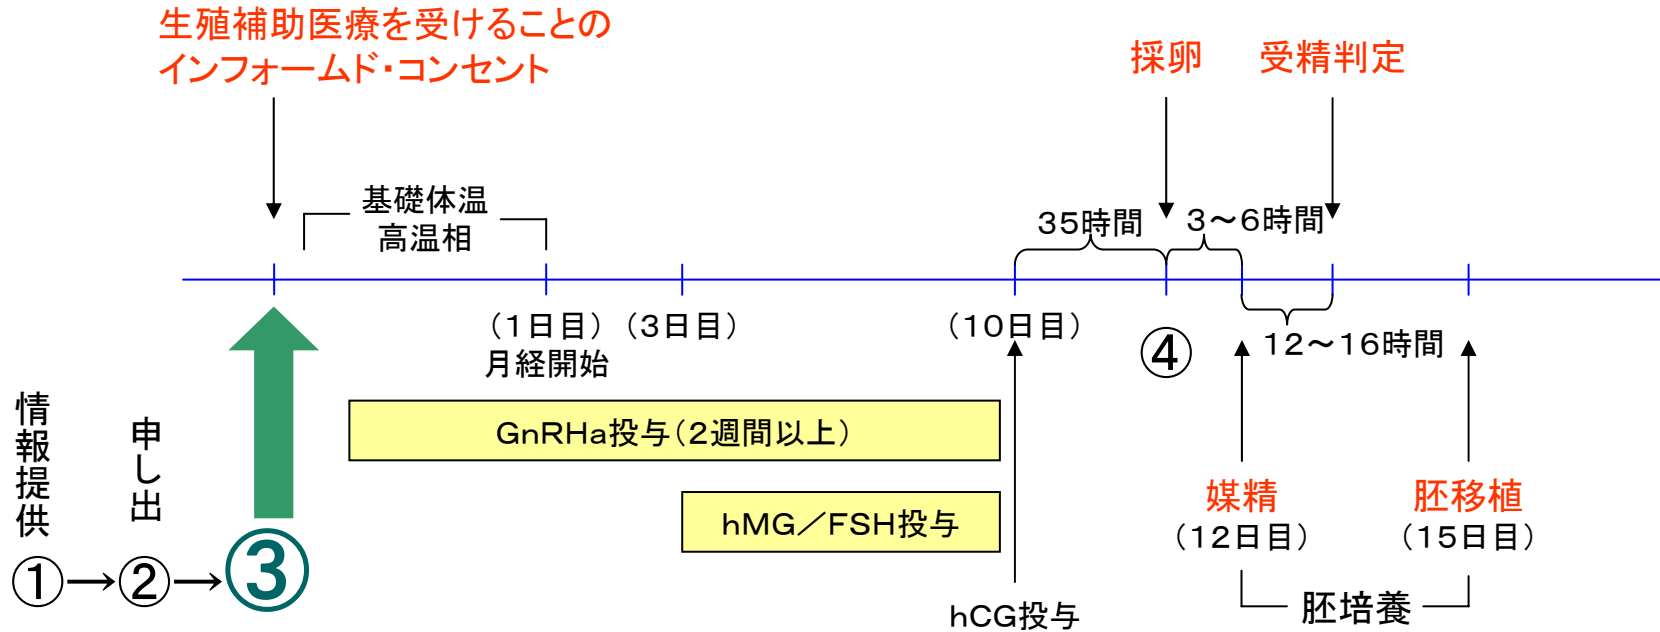 生殖補助医療を受けることの
インフォームド・コンセント
採卵
受精判定
基礎体温
高温相
35時間
3～6時間
(1日目)
月経開始
(3日目)
(10日目)
④
12～16時間
GnRHa投与(2週間以上)
hMG／FSH投与
hCG投与
媒精
(12日目)
胚移植
(15日目)
胚培養
情報提供
申し出
①
②
③